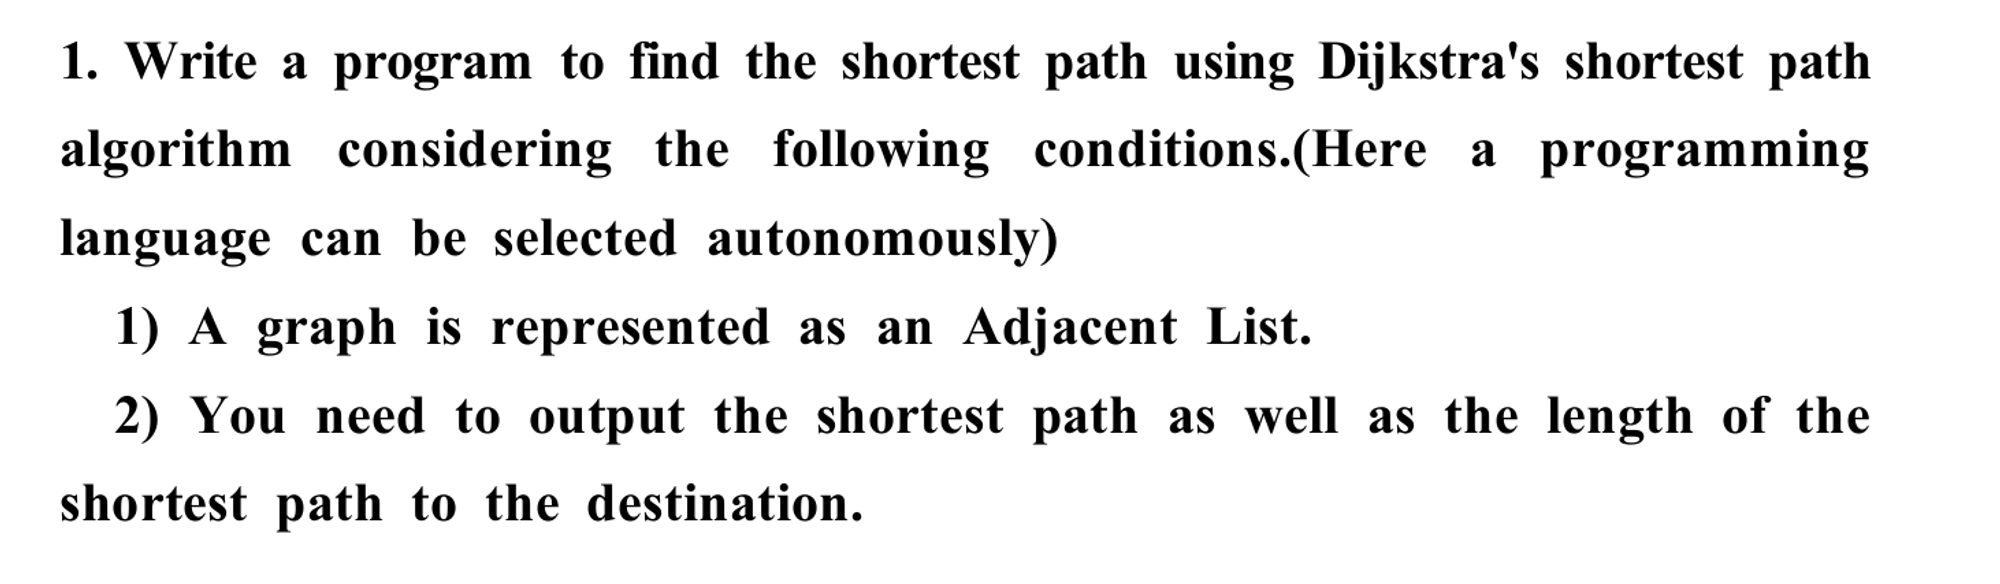 1. Write a program to find the shortest path using Dijkstra's shortest path
algorithm considering the following conditions.(Here a programming
language can be selected autonomously)
1) A graph is represented as an Adjacent List.
2) You need to output the shortest path as well as the length of the
shortest path to the destination.